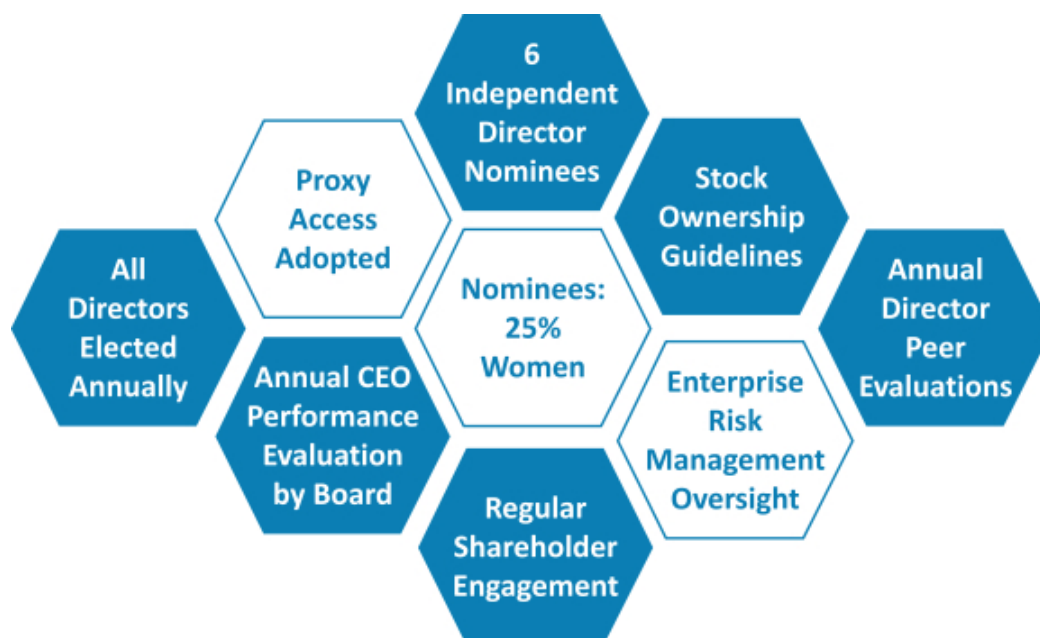 6
Independent
Director
Nominees
Proxy
Access
Adopted
Stock
Ownership
Guidelines
All
Directors
Elected
Annually
Nominees:
25%
Women
Annual
Director
Peer
Evaluations
Annual CEO
Performance
Evaluation
by Board
Enterprise
Risk
Management
Oversight
Regular
Shareholder
Engagement